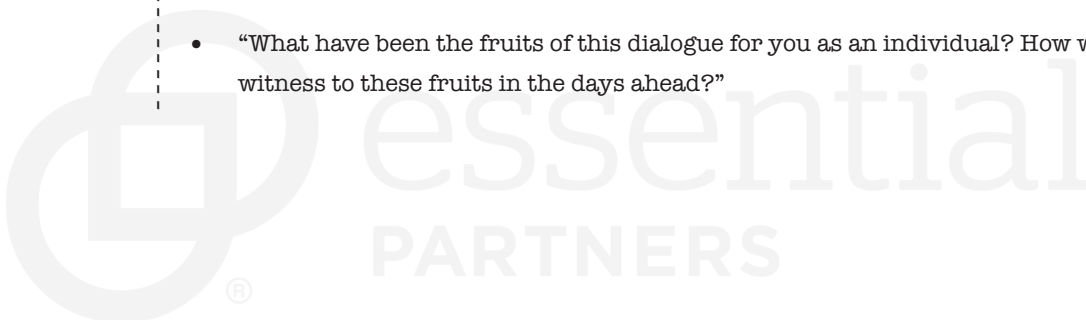 • “What have been the fruits of this dialogue for you as an individual? How
witness to these fruits in the days ahead?”
essential
PARTNERS
®